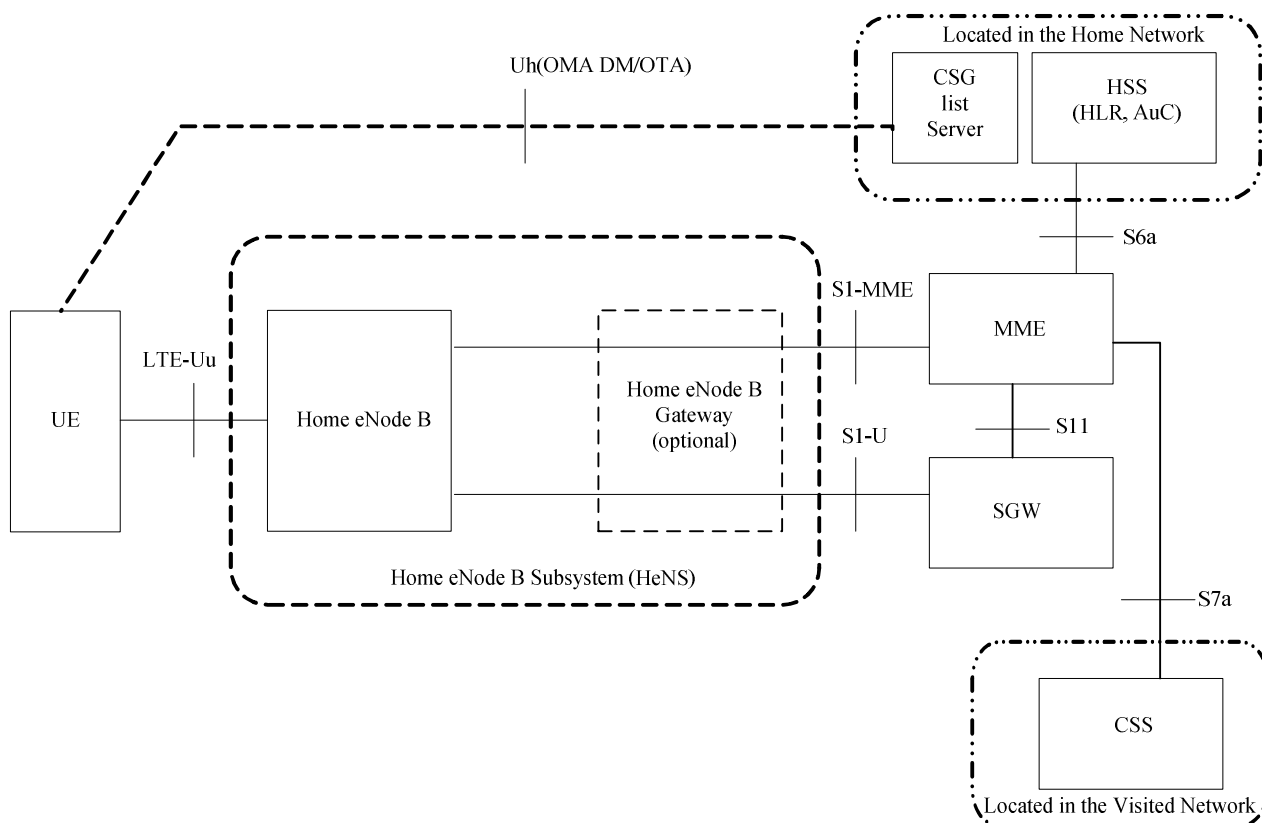 Located in the Home Network
Uh(OMA DM/OTA)
CSG
list
Server
HSS
(HLR, AuC)
S6a
S1-MME
MME
LTE-Uu
UE
Home eNode B
Home eNode B
Gateway
(optional)
S11
S1-U
SGW
Home eNode B Subsystem (HeNS)
S7a
CSS
Located in the Visited Network